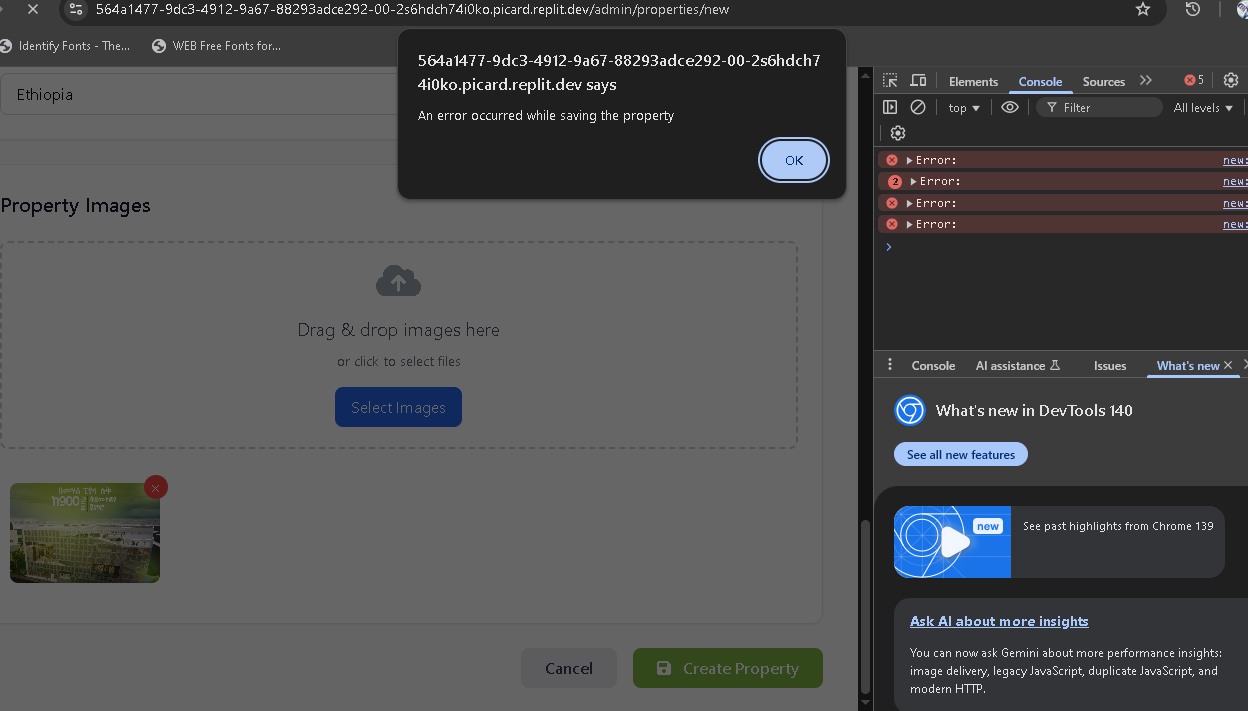 564a1477-9dc3-4912-9a67-88293adce292-00-2s6hdch74i0ko.picard.replit.dev/admin/properties/new
Identify Fonts - The...
WEB Free Fonts for...
564a1477-9dc3-4912-9a67-88293adce292-00-2s6hdch7
4i0ko.picard.replit.dev says
An error occurred while saving the property
OK
Ethiopia
Property Images
Drag & drop images here
or click to select files
Select Images
ከ900
Cancel
Create Property
Elements
Console
Sources
5
top
Filter
All levels
Error:
new:
2
Error:
new:
Error:
new:
Error:
new:
Console
AI assistance
Issues
What's new
What's new in DevTools 140
See all new features
new
See past highlights from Chrome 139
Ask AI about more insights
You can now ask Gemini about more performance insights:
image delivery, legacy JavaScript, duplicate JavaScript, and
modern HTTP.